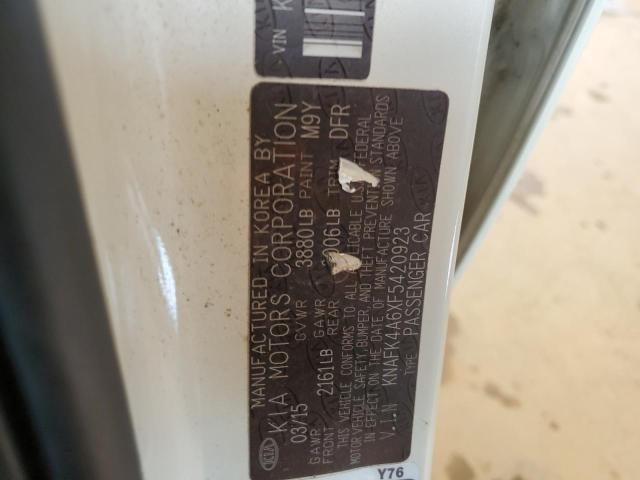 VIN K
MANUFACTURED IN KOREA BY
KIA MOTORS CORPORATION
03/15 GVWR 3880LB PAINT M9Y
GAWR FRONT 2161LB GAWR REAR 06LB TRIM DFR
THIS VEHICLE CONFORMS TO ALL FEDERAL
MOTOR VEHICLE SAFETY, BUMPER, AND THEFT PREVENTION STANDARDS
IN EFFECT ON THE DATE OF MANUFACTURE SHOWN ABOVE
V.I.N KNAFK4A6XF5420923
TYPE PASSENGER CAR
KIA
Y76